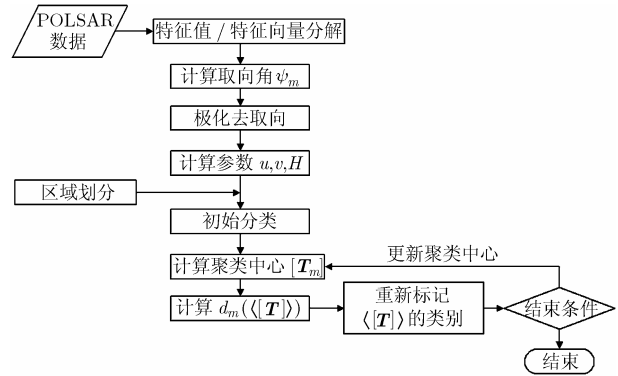 POLSAR
数据
特征值 / 特征向量分解
计算取向角 ψm
极化去取向
计算参数 u,v,H
区域划分
初始分类
计算聚类中心 [Tm]
更新聚类中心
计算 dm(⟨[T]⟩)
重新标记
⟨[T]⟩ 的类别
结束条件
结束